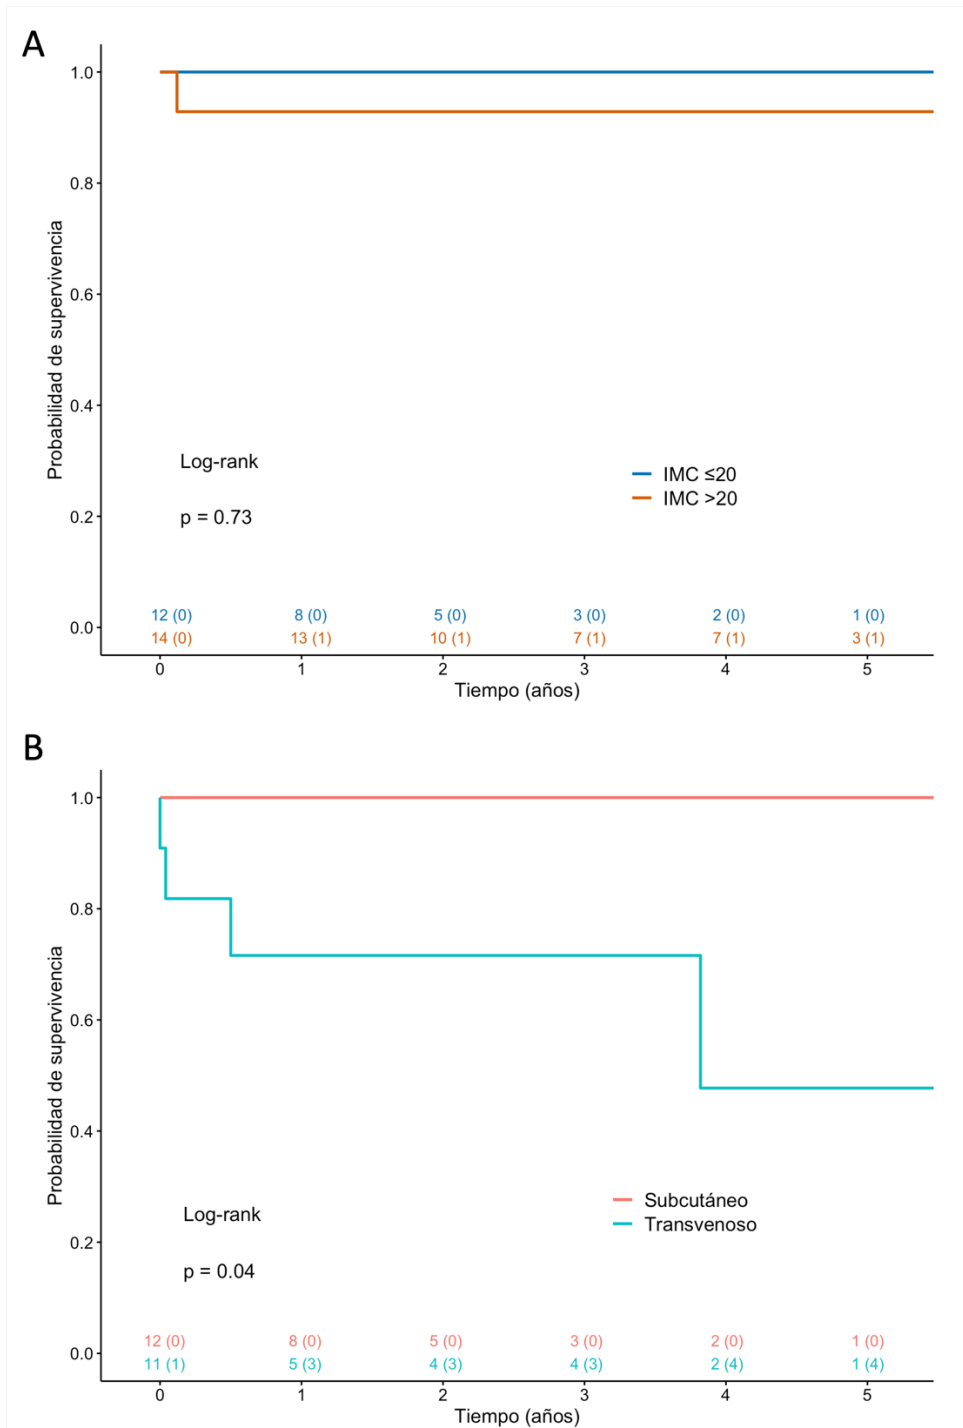 A
1.0
0.8
0.6
0.4
0.2
0.0
Probabilidad de supervivencia
Log-rank
p = 0.73
IMC ≤20
IMC >20
12 (0) 8 (0) 5 (0) 3 (0) 2 (0) 1 (0)
14 (0) 13 (1) 10 (1) 7 (1) 7 (1) 3 (1)
0 1 2 3 4 5
Tiempo (años)
B
1.0
0.8
0.6
0.4
0.2
0.0
Probabilidad de supervivencia
Log-rank
p = 0.04
Subcutáneo
Transvenoso
12 (0) 8 (0) 5 (0) 3 (0) 2 (0) 1 (0)
11 (1) 5 (3) 4 (3) 4 (3) 2 (4) 1 (4)
0 1 2 3 4 5
Tiempo (años)